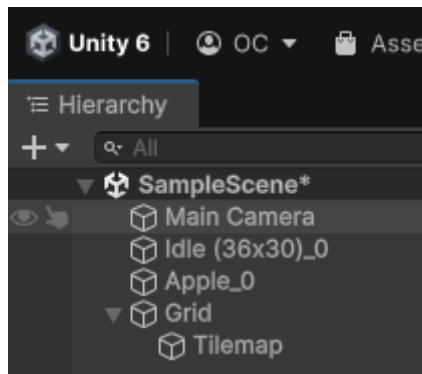 Unity 6 OC Asse
Hierarchy
All
SampleScene*
Main Camera
Idle (36x30)_0
Apple_0
Grid
Tilemap